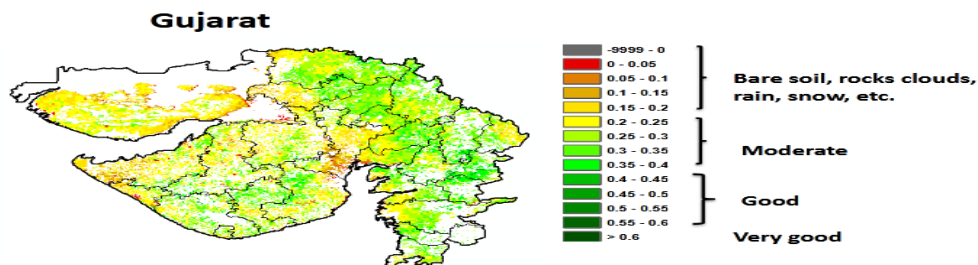 Gujarat
-9999 - 0
0 - 0.05
0.05 - 0.1
0.1 - 0.15
0.15 - 0.2
0.2 - 0.25
0.25 - 0.3
0.3 - 0.35
0.35 - 0.4
0.4 - 0.45
0.45 - 0.5
0.5 - 0.55
0.55 - 0.6
> 0.6
Bare soil, rocks clouds,
rain, snow, etc.
Moderate
Good
Very good